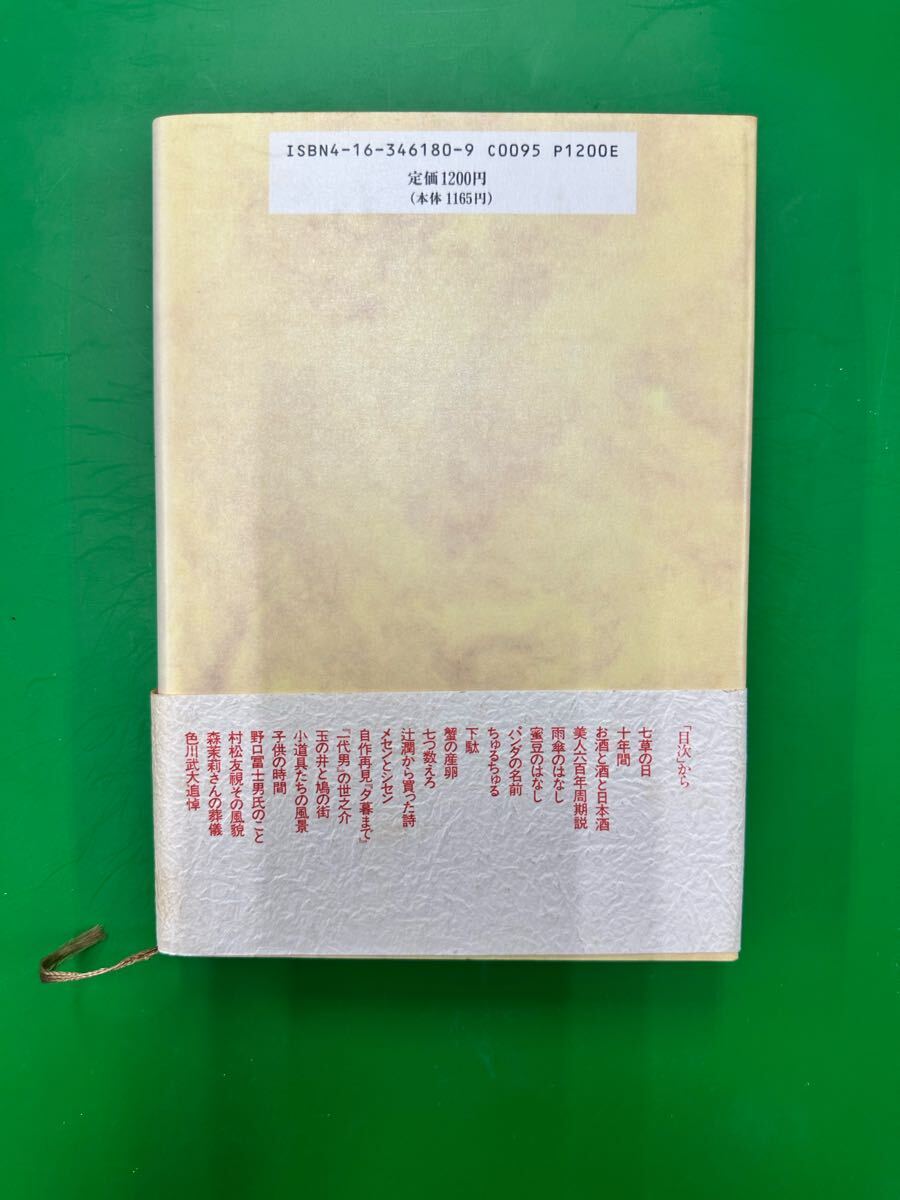 ISBN4-16-346180-9 C0095 P1200E
定価1200円
(本体1165円)
「目次」から
七草の日
十年間
お酒と酒と日本酒
美人六百年周期説
雨傘のはなし
蜜豆のはなし
パンダの名前
ちゅるちゅる
下駄
蟹の産卵
七つ数えろ
辻潤から買った詩
メセンとシセン
自作再見『夕暮まで』
『一代男』の世之介
玉の井と鳩の街
小道具たちの風景
子供の時間
野口冨士男氏のこと
村松友視その風貌
森茉莉さんの葬儀
色川武大追悼